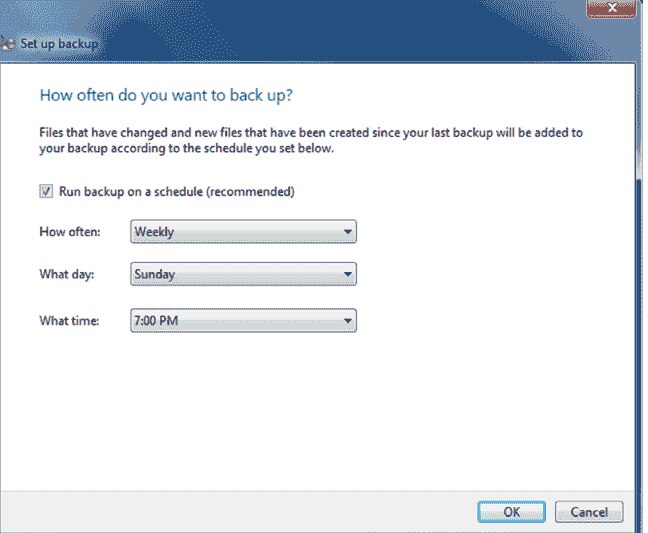 Set up backup
How often do you want to back up?
Files that have changed and new files that have been created since your last backup will be added to
your backup according to the schedule you set below.
Run backup on a schedule (recommended)
How often: Weekly
What day: Sunday
What time: 7:00 PM
OK Cancel